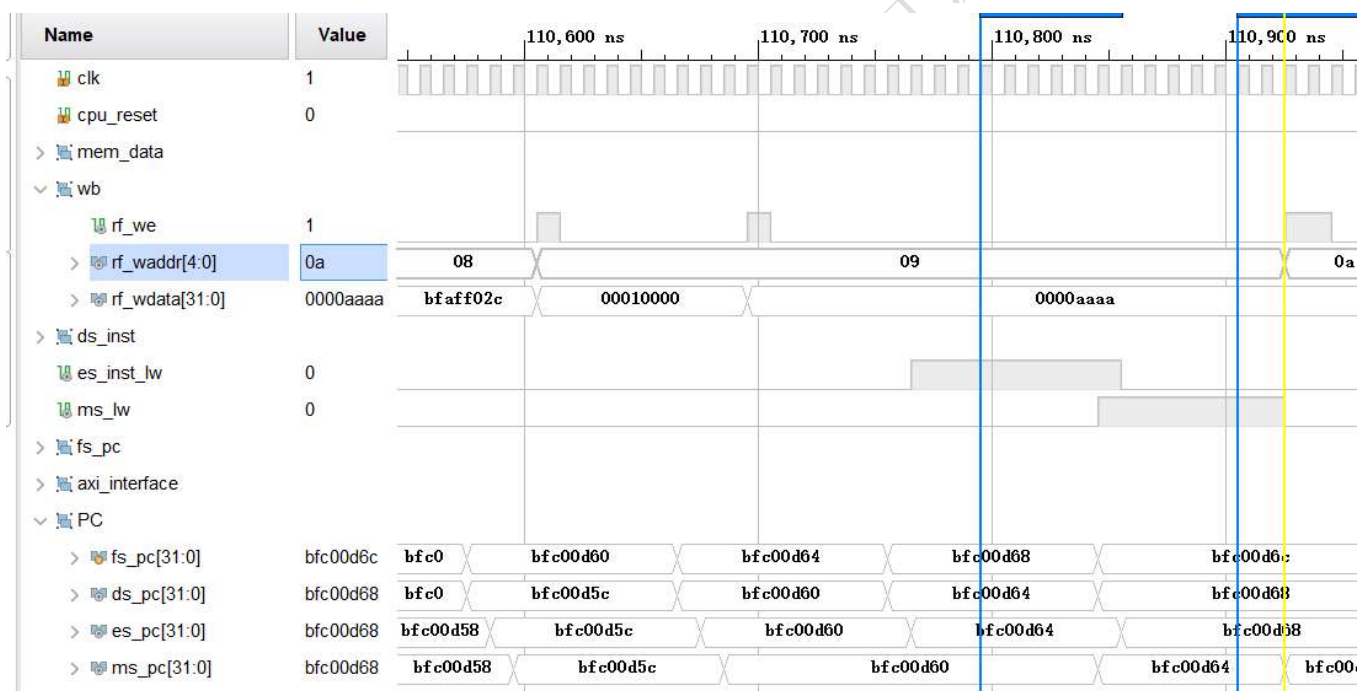 Name Value 110,600 ns 110,700 ns 110,800 ns 110,900 ns
clk 1
cpu_reset 0
mem_data
wb
rf_we 1
rf_waddr[4:0] 0a 08 09 0a
rf_wdata[31:0] 0000aaaa bfaff02c 00010000 0000aaaa
ds_inst
es_inst_lw 0
ms_lw 0
fs_pc
axi_interface
PC
fs_pc[31:0] bfc00d6c bfc0 bfc00d60 bfc00d64 bfc00d68 bfc00d6c
ds_pc[31:0] bfc00d68 bfc0 bfc00d5c bfc00d60 bfc00d64 bfc00d68
es_pc[31:0] bfc00d68 bfc00d58 bfc00d5c bfc00d60 bfc00d64 bfc00d68
ms_pc[31:0] bfc00d68 bfc00d58 bfc00d5c bfc00d60 bfc00d64